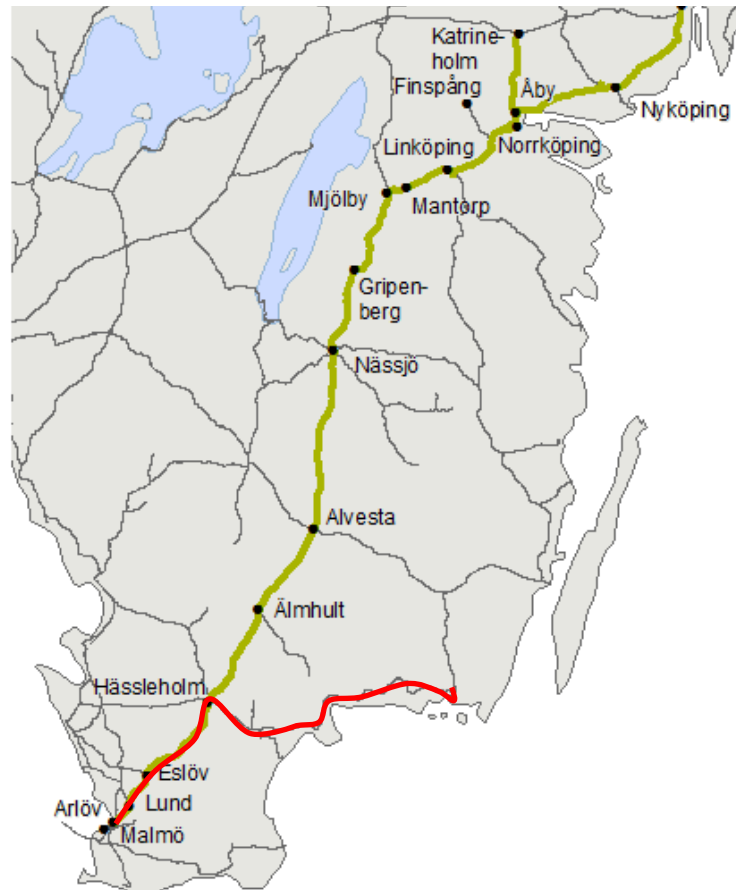 Katrine-
holm
Finspång
Åby
Nyköping
Linköping
Norrköping
Mjölby
Mantorp
Gripen-
berg
Nässjö
Alvesta
Älmhult
Hässleholm
Eslöv
Lund
Arlöv
Malmö